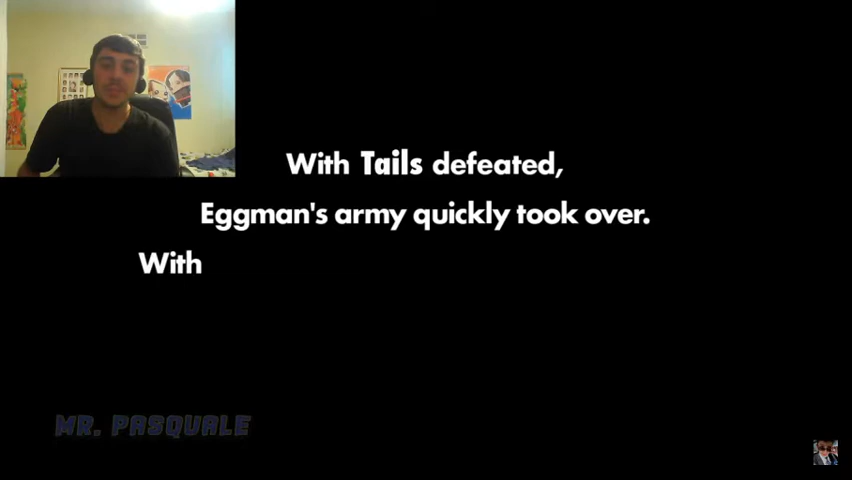 With Tails defeated,
Eggman's army quickly took over.
With
MR. PASQUALE